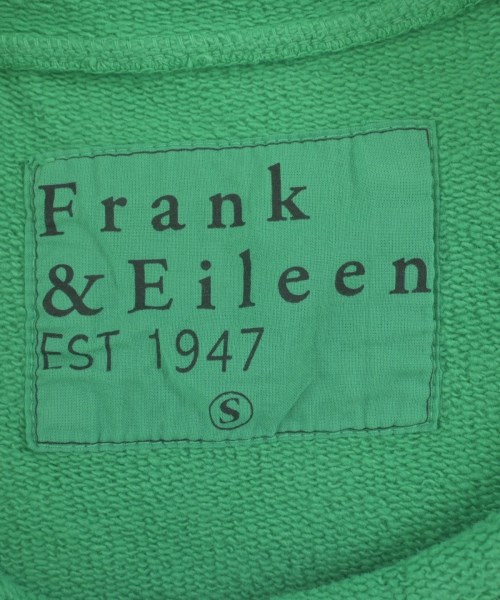 Frank
& Eileen
EST 1947
S